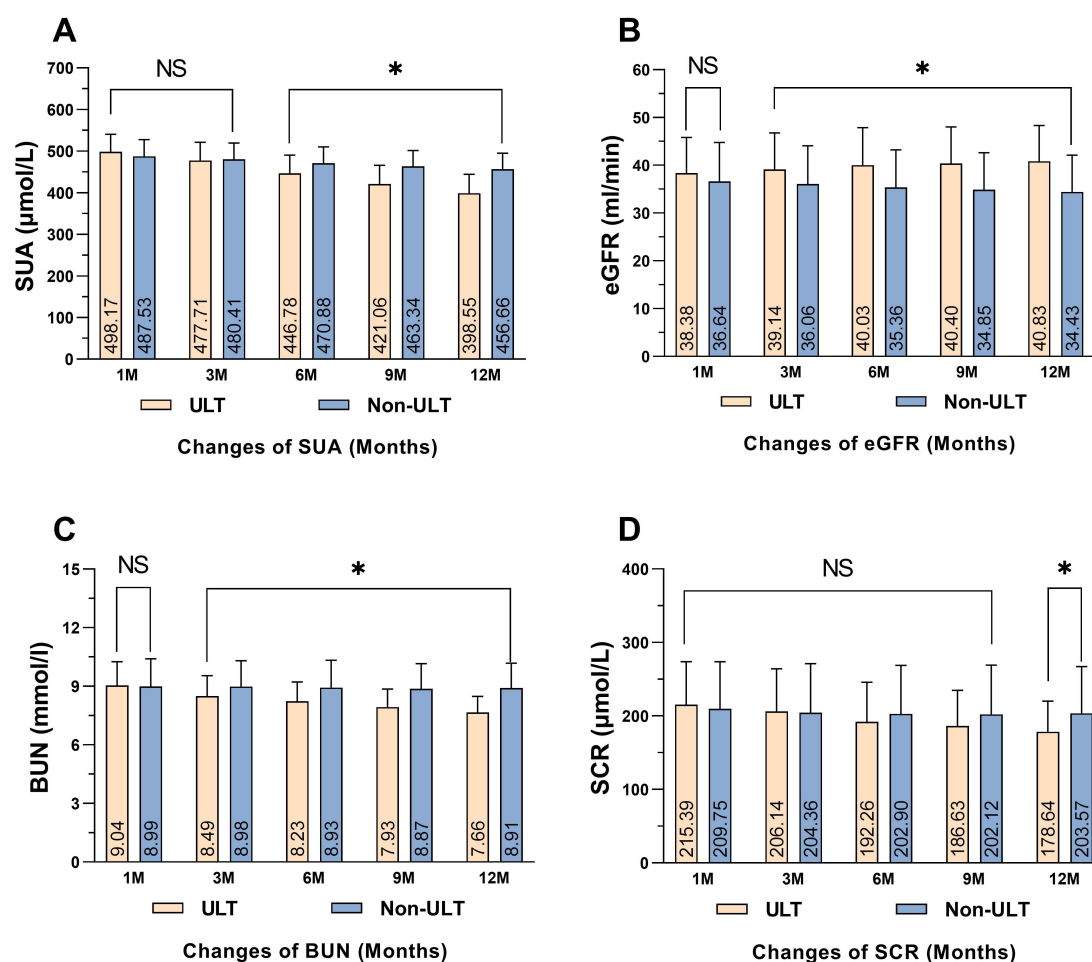 A
SUA (μmol/L)
700
600
500
400
300
200
100
0
NS
*
498.17
487.53
477.71
480.41
446.78
470.88
421.06
463.34
398.55
456.66
1M
3M
6M
9M
12M
ULT
Non-ULT
Changes of SUA (Months)
B
eGFR (ml/min)
60
50
40
30
20
10
0
NS
*
38.38
36.64
39.14
36.06
40.03
35.36
40.40
34.85
40.83
34.43
1M
3M
6M
9M
12M
ULT
Non-ULT
Changes of eGFR (Months)
C
BUN (mmol/l)
15
12
9
6
3
0
NS
*
9.04
8.99
8.49
8.98
8.23
8.93
7.93
8.87
7.66
8.91
1M
3M
6M
9M
12M
ULT
Non-ULT
Changes of BUN (Months)
D
SCR (μmol/L)
400
300
200
100
0
NS
*
215.39
209.75
206.14
204.36
192.26
202.90
186.63
202.12
178.64
203.57
1M
3M
6M
9M
12M
ULT
Non-ULT
Changes of SCR (Months)